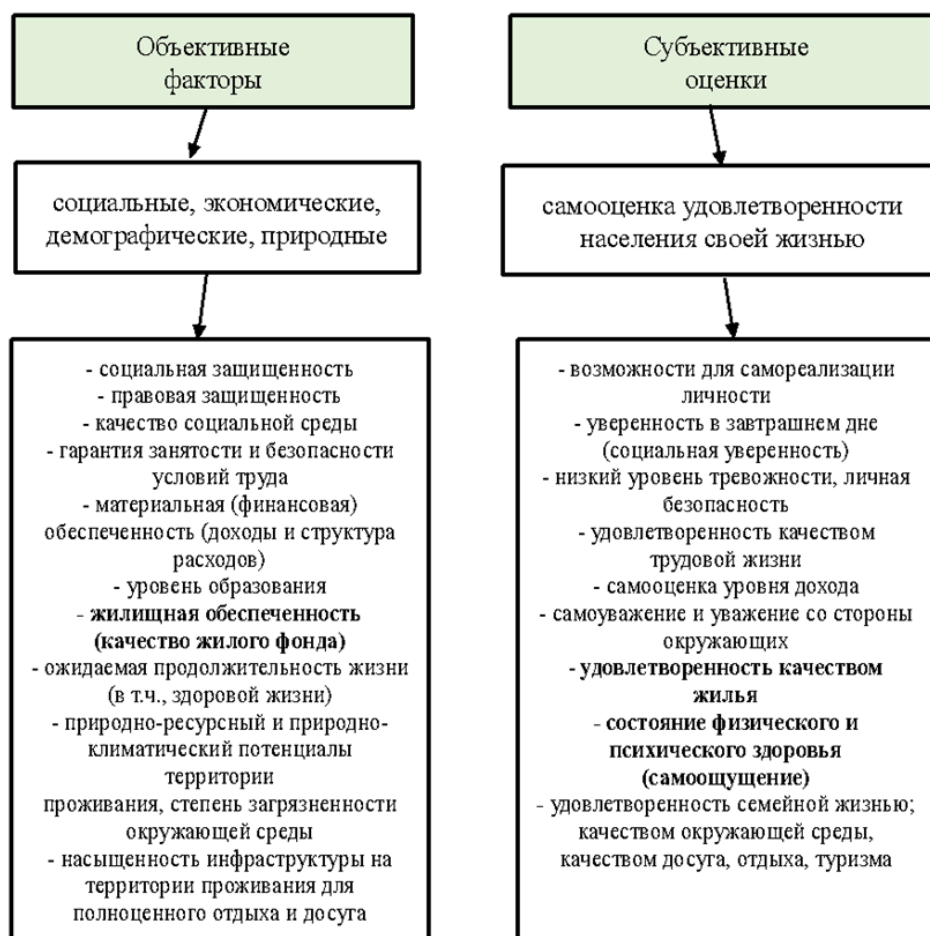 Объективные
факторы
социальные, экономические,
демографические, природные
- социальная защищенность
- правовая защищенность
- качество социальной среды
- гарантия занятости и безопасности
условий труда
- материальная (финансовая)
обеспеченность (доходы и структура
расходов)
- уровень образования
- жилищная обеспеченность
(качество жилого фонда)
- ожидаемая продолжительность жизни
(в т.ч., здоровой жизни)
- природно-ресурсный и природно-
климатический потенциалы
территории
проживания, степень загрязненности
окружающей среды
- насыщенность инфраструктуры на
территории проживания для
полноценного отдыха и досуга
Субъективные
оценки
самооценка удовлетворенности
населения своей жизнью
- возможности для самореализации
личности
- уверенность в завтрашнем дне
(социальная уверенность)
- низкий уровень тревожности, личная
безопасность
- удовлетворенность качеством
трудовой жизни
- самооценка уровня дохода
- самоуважение и уважение со стороны
окружающих
- удовлетворенность качеством
жилья
- состояние физического и
психического здоровья
(самоощущение)
- удовлетворенность семейной жизнью;
качеством окружающей среды,
качеством досуга, отдыха, туризма